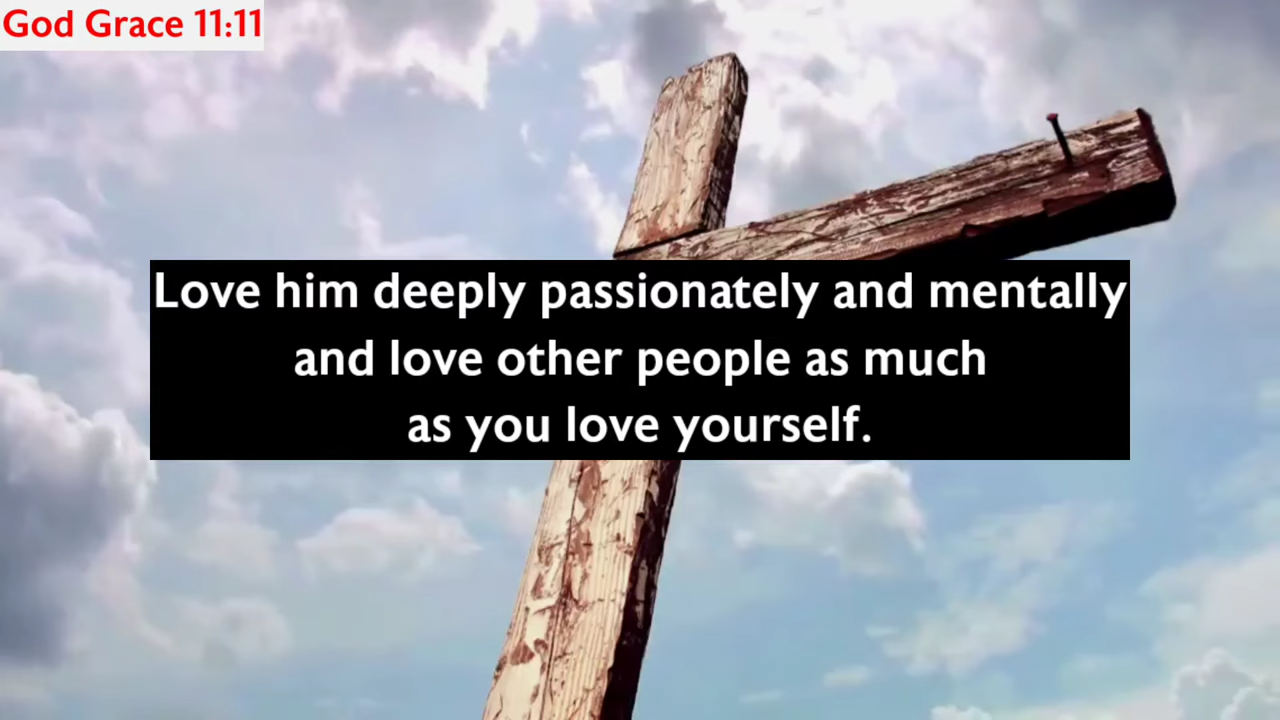 God Grace 11:11
Love him deeply passionately and mentally
and love other people as much
as you love yourself.